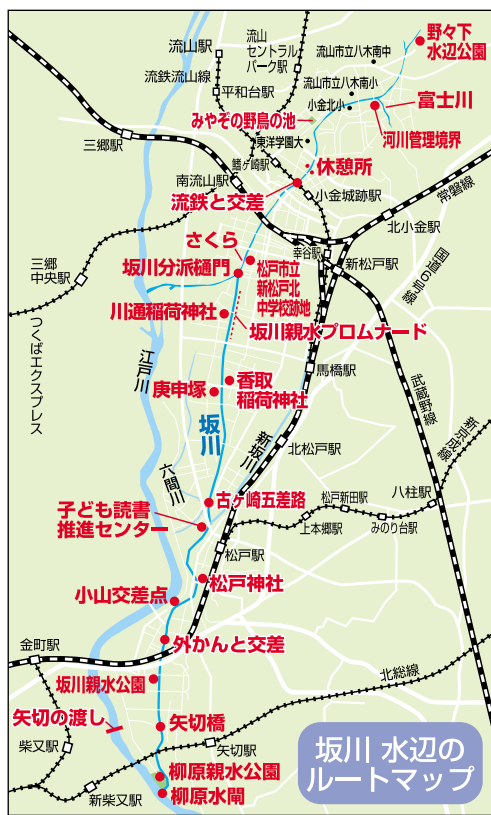 野々下
水辺公園
流山駅
流山
セントラル
パーク駅
流山市立八木南中
流鉄流山線
流山市立八木南小
平和台駅
小金北小
富士川
みやぞの野鳥の池
河川管理境界
三郷駅
東洋学園大
鰭ヶ崎駅
休憩所
南流山駅
流鉄と交差
小金城跡駅
常磐線
北小金駅
さくら
幸谷駅
新松戸駅
国道6号線
三郷
中央駅
坂川分派樋門
松戸市立
新松戸北
中学校跡地
川通稲荷神社
坂川親水プロムナード
つくばエクスプレス
江戸川
馬橋駅
庚申塚
香取
稲荷神社
武蔵野線
坂川
新坂川
北松戸駅
新京成線
六間川
八柱駅
古ヶ崎五差路
松戸新田駅
子ども読書
推進センター
上本郷駅
みのり台駅
松戸駅
松戸神社
小山交差点
金町駅
外かんと交差
坂川親水公園
北総線
矢切の渡し
矢切橋
柴又駅
矢切駅
坂川 水辺の
ルートマップ
柳原親水公園
新柴又駅
柳原水閘